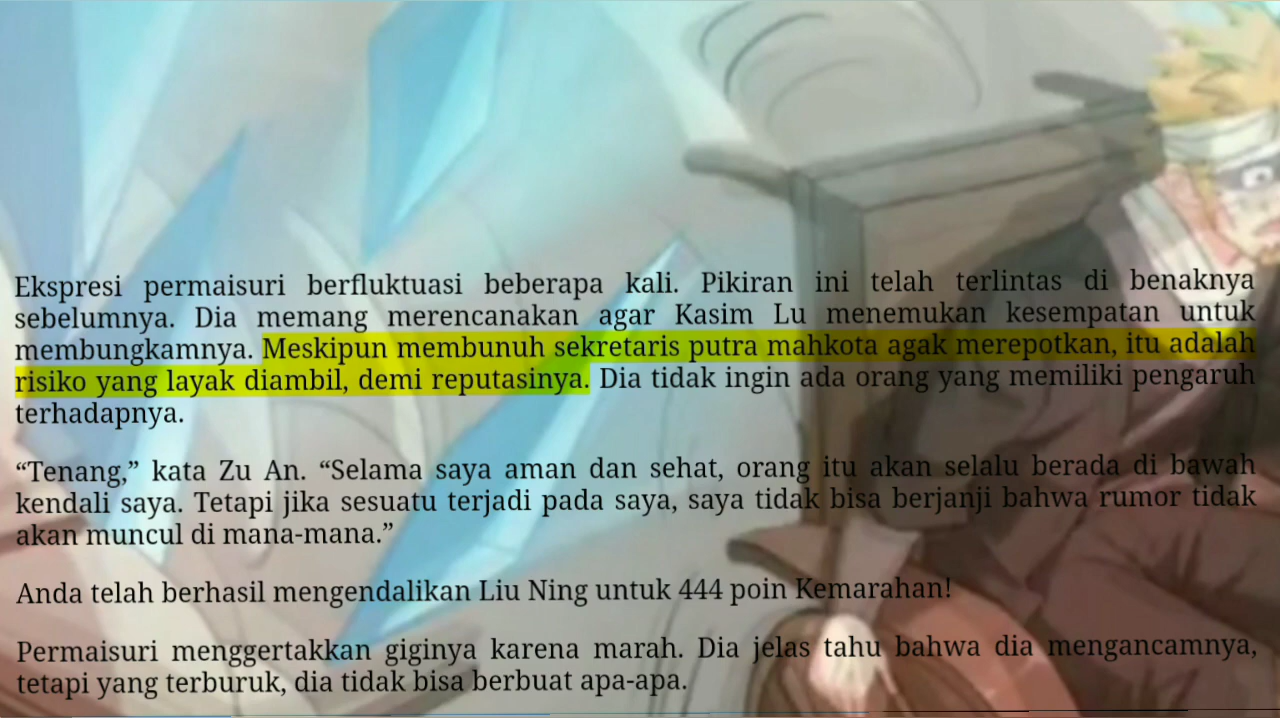 Ekspresi permaisuri berfluktuasi beberapa kali. Pikiran ini telah terlintas di benaknya
sebelumnya. Dia memang merencanakan agar Kasim Lu menemukan kesempatan untuk
membungkamnya. Meskipun membunuh sekretaris putra mahkota agak merepotkan, itu adalah
risiko yang layak diambil, demi reputasinya. Dia tidak ingin ada orang yang memiliki pengaruh
terhadapnya.
“Tenang,” kata Zu An. “Selama saya aman dan sehat, orang itu akan selalu berada di bawah
kendali saya. Tetapi jika sesuatu terjadi pada saya, saya tidak bisa berjanji bahwa rumor tidak
akan muncul di mana-mana.”
Anda telah berhasil mengendalikan Liu Ning untuk 444 poin Kemarahan!
Permaisuri menggertakkan giginya karena marah. Dia jelas tahu bahwa dia mengancamnya,
tetapi yang terburuk, dia tidak bisa berbuat apa-apa.